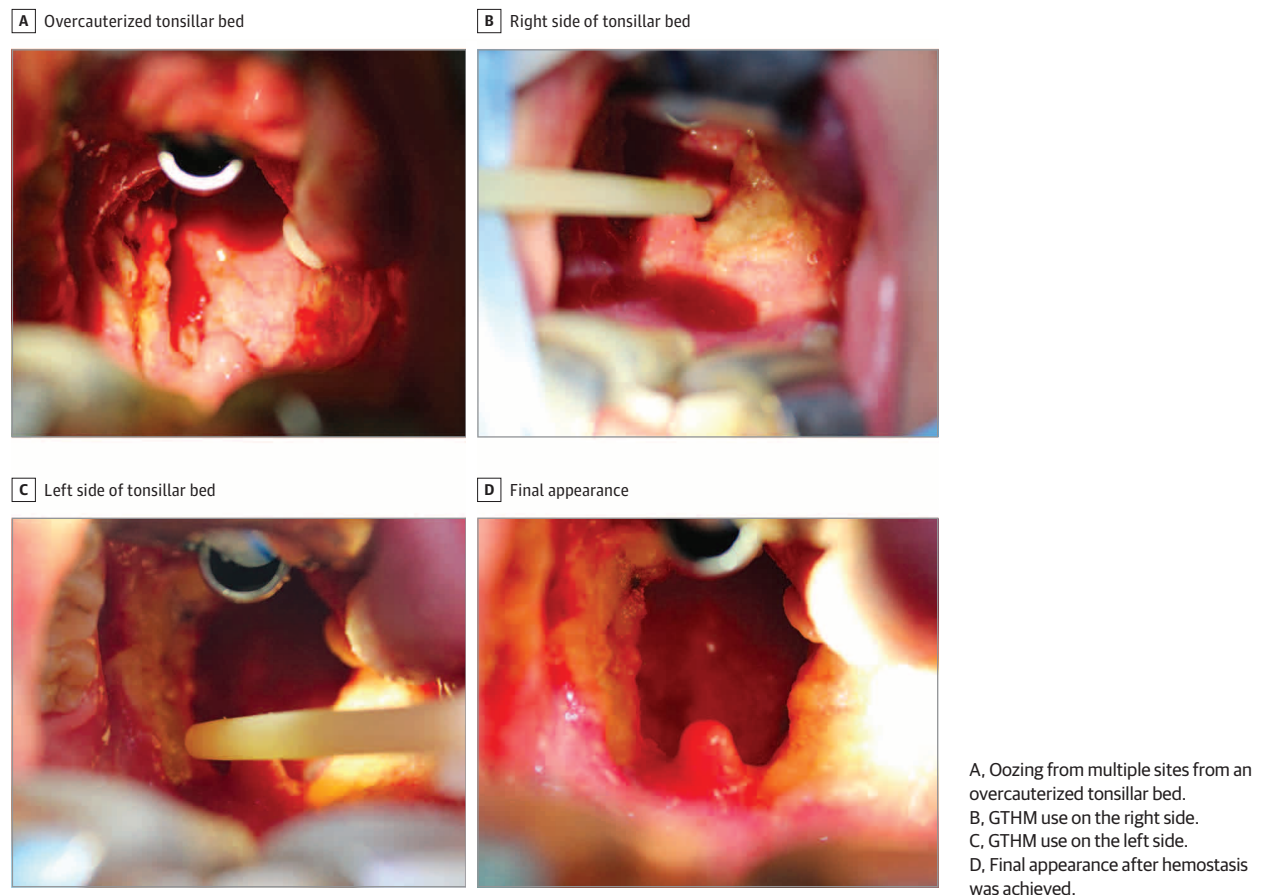 A Overcauterized tonsillar bed
B Right side of tonsillar bed
C Left side of tonsillar bed
D Final appearance
A, Oozing from multiple sites from an
overcauterized tonsillar bed.
B, GTHM use on the right side.
C, GTHM use on the left side.
D, Final appearance after hemostasis
was achieved.